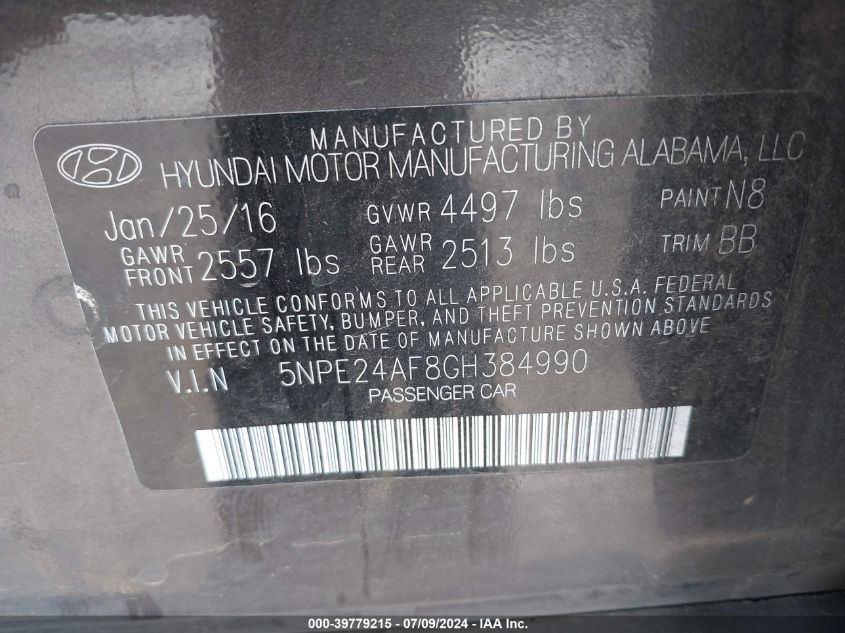 MANUFACTURED BY
HYUNDAI MOTOR MANUFACTURING ALABAMA, LLC
Jan/25/16 GVWR 4497 lbs PAINT N8
GAWR FRONT 2557 lbs GAWR REAR 2513 lbs TRIM BB
THIS VEHICLE CONFORMS TO ALL APPLICABLE U.S.A. FEDERAL
MOTOR VEHICLE SAFETY, BUMPER, AND THEFT PREVENTION STANDARDS
IN EFFECT ON THE DATE OF MANUFACTURE SHOWN ABOVE
V.I.N 5NPE24AF8GH384990
PASSENGER CAR
000-39779215 - 07/09/2024 - IAA Inc.